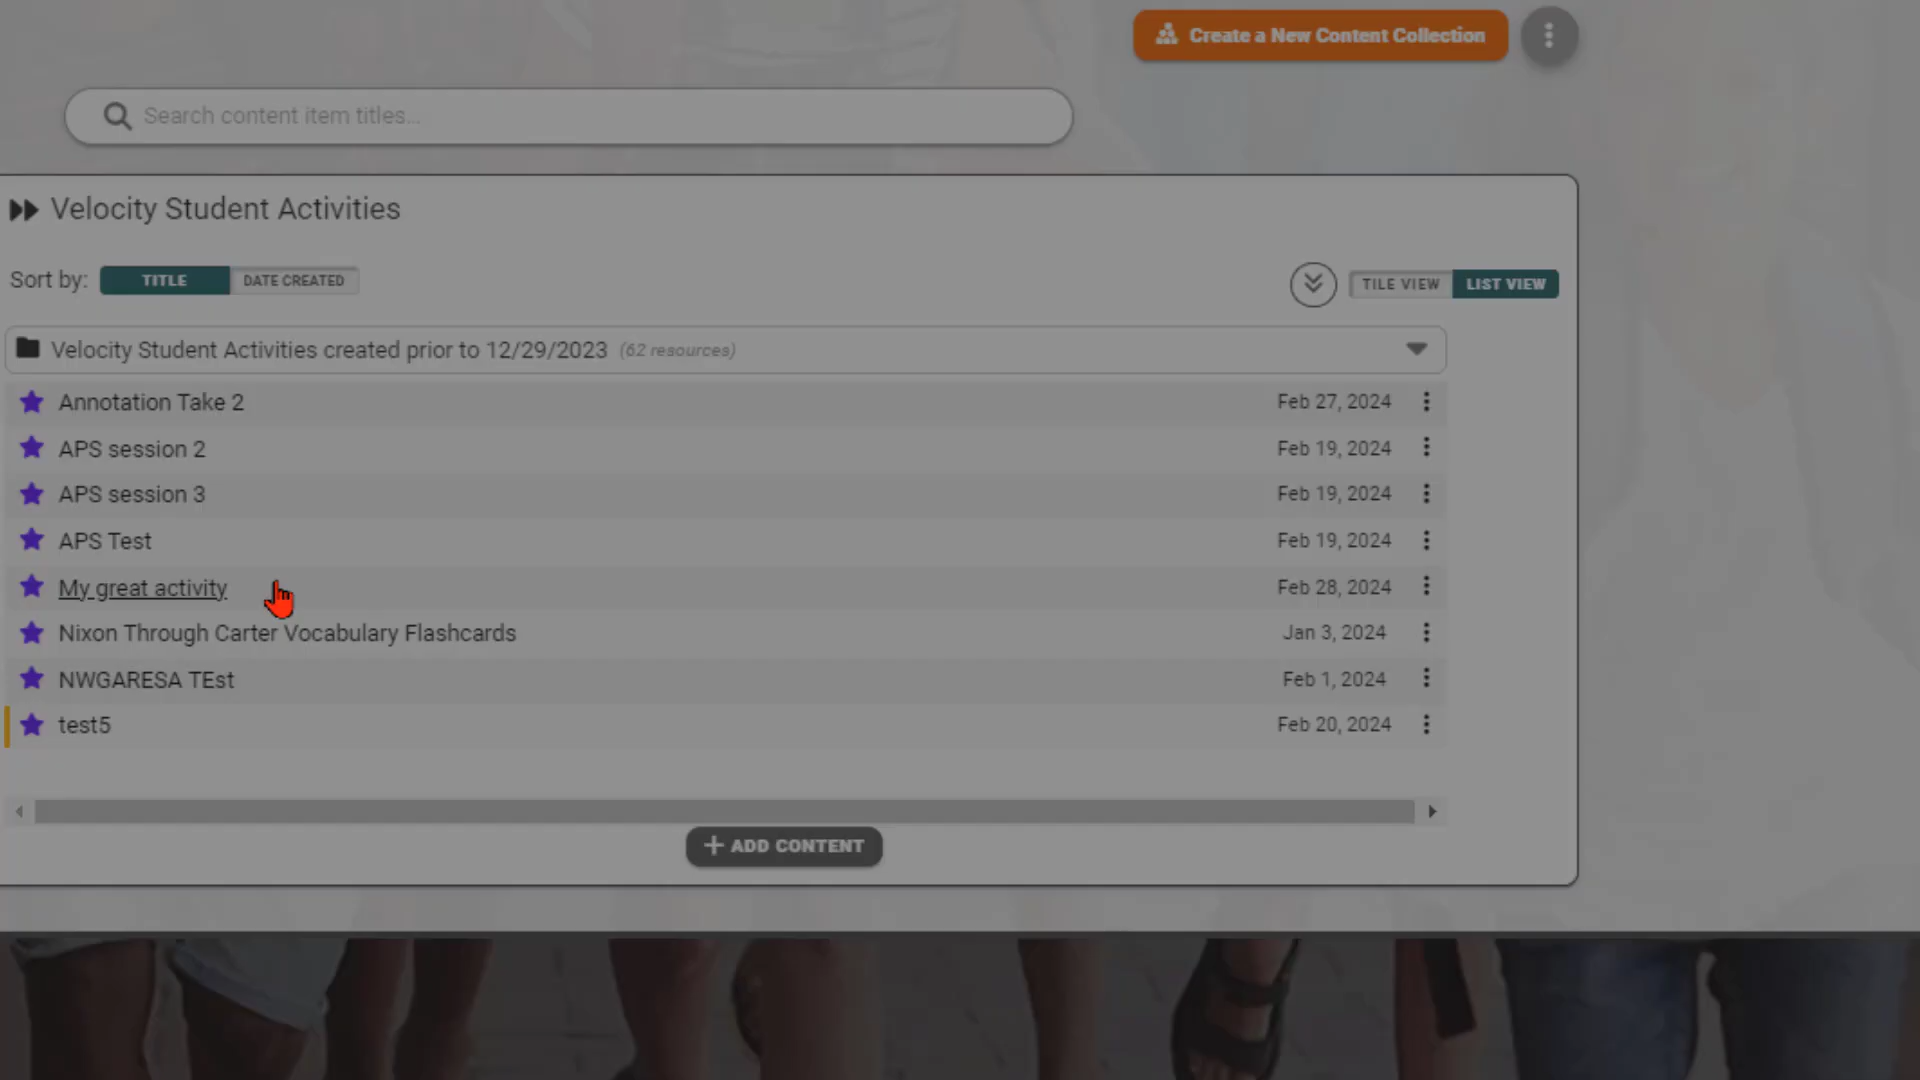 Create a New Content Collection
Search content item titles...
Velocity Student Activities
Sort by: TITLE DATE CREATED
TILE VIEW LIST VIEW
Velocity Student Activities created prior to 12/29/2023 (62 resources)
Annotation Take 2 Feb 27, 2024
APS session 2 Feb 19, 2024
APS session 3 Feb 19, 2024
APS Test Feb 19, 2024
My great activity Feb 28, 2024
Nixon Through Carter Vocabulary Flashcards Jan 3, 2024
NWGARESA TEst Feb 1, 2024
test5 Feb 20, 2024
+ ADD CONTENT